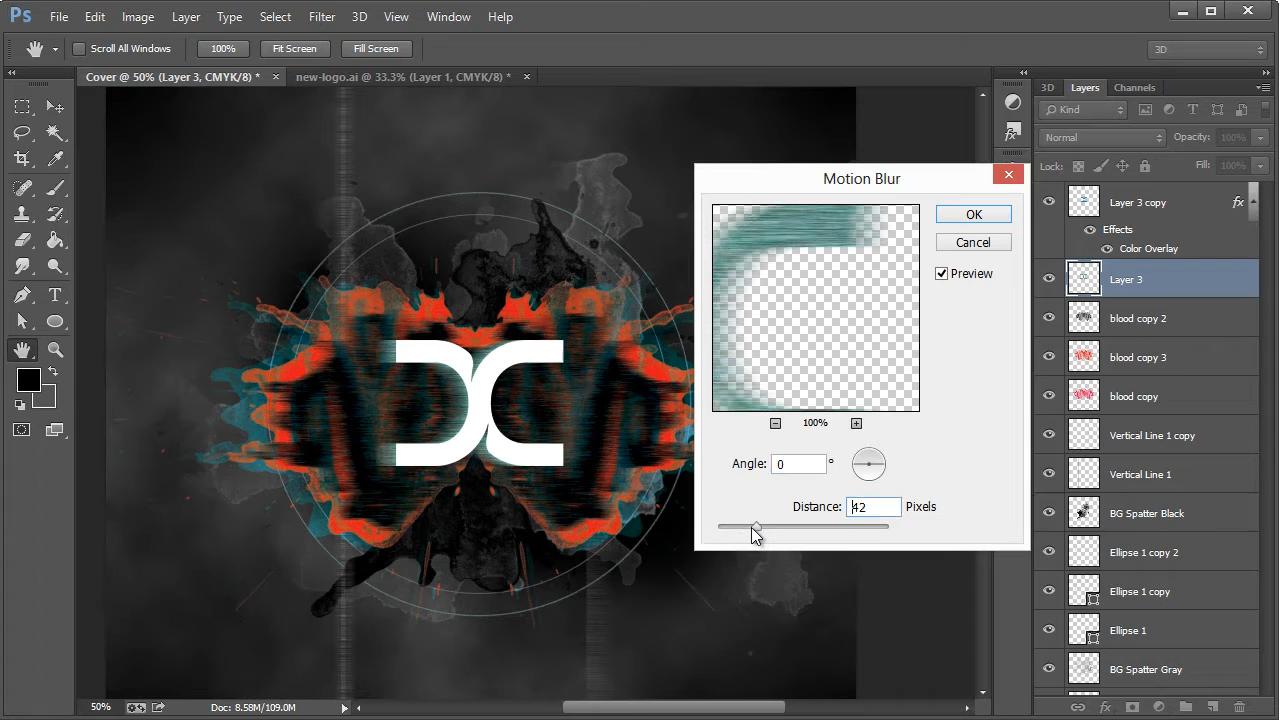 Ps File Edit Image Layer Type Select Filter 3D View Window Help
Scroll All Windows 100% Fit Screen Fill Screen 3D
Cover @ 50% (Layer 3, CMYK/8) * × new-logo.ai @ 33.3% (Layer 1, CMYK/8) * ×
3D Layers Channels
Kind
Normal Opacity: 100%
Lock: Fill: 100%
Layer 3 copy fx
Effects
Color Overlay
Layer 3
blood copy 2
blood copy 3
blood copy
Vertical Line 1 copy
Vertical Line 1
BG Spatter Black
Ellipse 1 copy 2
Ellipse 1 copy
Ellipse 1
BG Spatter Gray
Motion Blur
OK
Cancel
Preview
100%
Angle: 0 °
Distance: 42 Pixels
50% Doc: 8.58M/109.0M